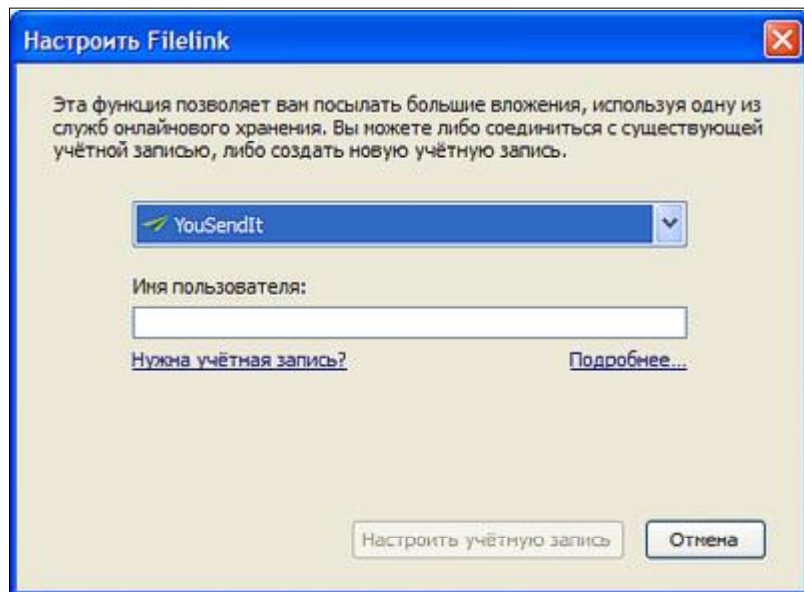 Настроить Filelink
Эта функция позволяет вам посылать большие вложения, используя одну из
служб онлайнового хранения. Вы можете либо соединиться с существующей
учётной записью, либо создать новую учётную запись.
YouSendIt
Имя пользователя:
Нужна учётная запись? Подробнее...
Настроить учётную запись Отмена